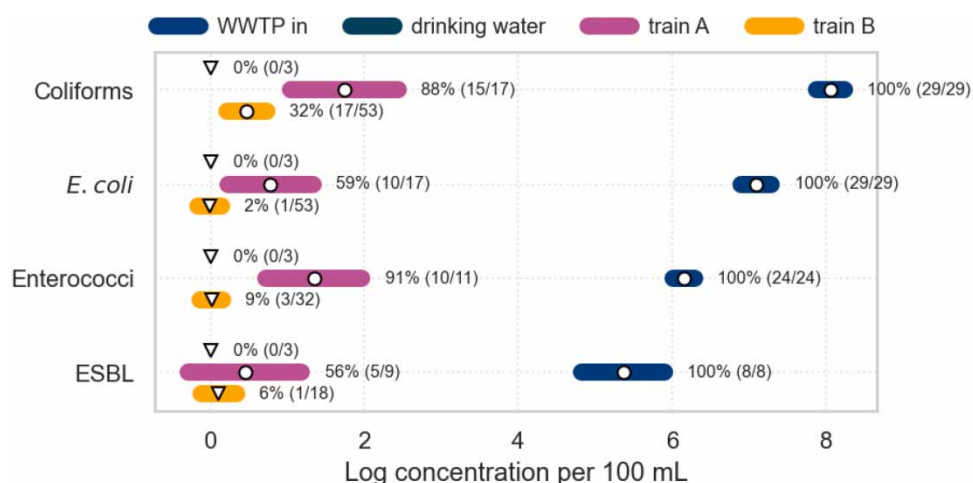 WWTP in drinking water train A train B
0% (0/3)
Coliforms 88% (15/17) 100% (29/29)
32% (17/53)
0% (0/3)
E. coli 59% (10/17) 100% (29/29)
2% (1/53)
0% (0/3)
Enterococci 91% (10/11) 100% (24/24)
9% (3/32)
0% (0/3)
ESBL 56% (5/9) 100% (8/8)
6% (1/18)
0 2 4 6 8
Log concentration per 100 mL